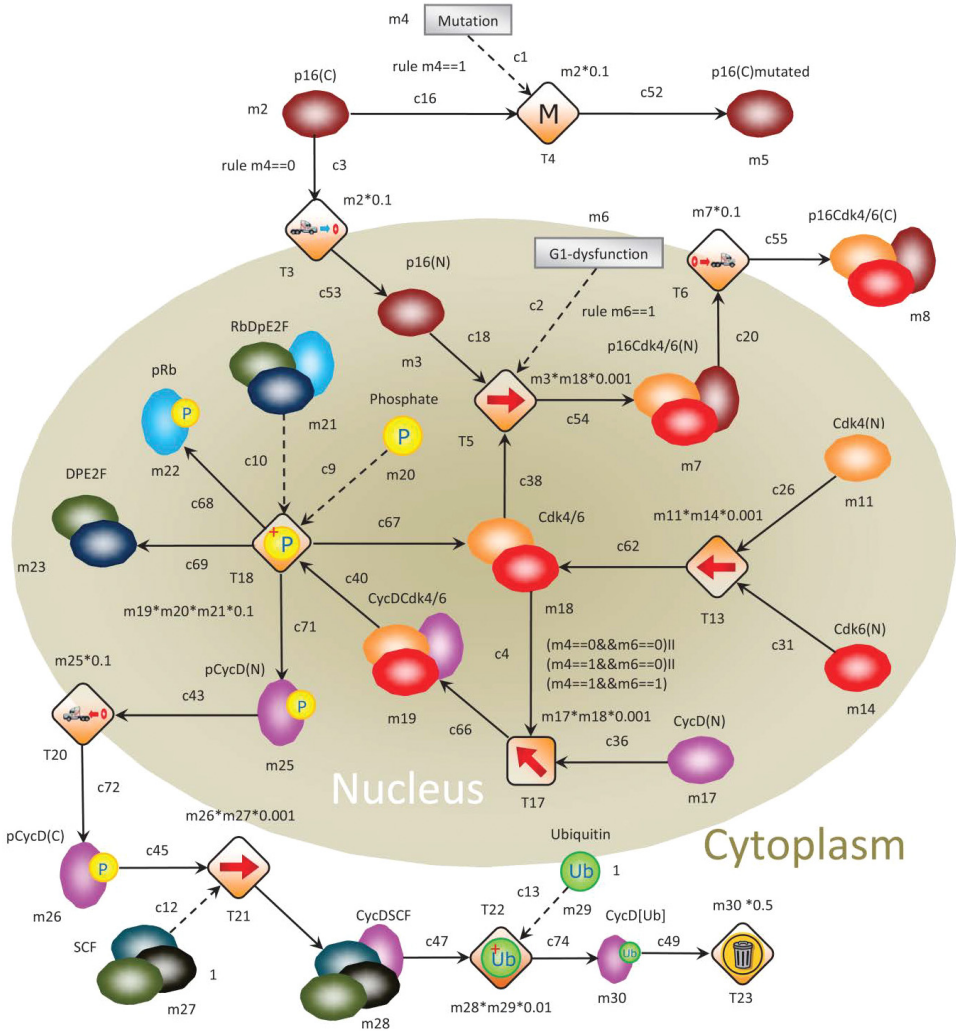 m4
Mutation
c1
rule m4==1
m2*0.1
p16(C)
p16(C)mutated
m2
c16
M
c52
T4
m5
rule m4==0
c3
m2*0.1
T3
c53
p16(N)
m3
c18
m6
G1-dysfunction
c2
rule m6==1
m7*0.1
T6
c55
p16Cdk4/6(C)
m8
c20
p16Cdk4/6(N)
m7
m3*m18*0.001
T5
c54
RbDpE2F
m21
c10
pRb
P
m22
c68
Phosphate
P
m20
c9
DPE2F
m23
c69
+
P
T18
m19*m20*m21*0.1
c67
c38
Cdk4/6
m18
c62
m11*m14*0.001
T13
Cdk4(N)
m11
c26
Cdk6(N)
m14
c31
c40
CycDCdk4/6
m19
c71
c4
(m4==0&&m6==0)II
(m4==1&&m6==0)II
(m4==1&&m6==1)
m17*m18*0.001
T17
c66
c36
CycD(N)
m17
pCycD(N)
P
m25
c43
m25*0.1
T20
c72
Nucleus
Cytoplasm
pCycD(C)
P
m26
c45
m26*m27*0.001
T21
c12
SCF
m27
1
CycDSCF
m28
c47
Ubiquitin
Ub
1
m29
c13
T22
+
Ub
m28*m29*0.01
c74
CycD[Ub]
Ub
m30
c49
m30 *0.5
T23